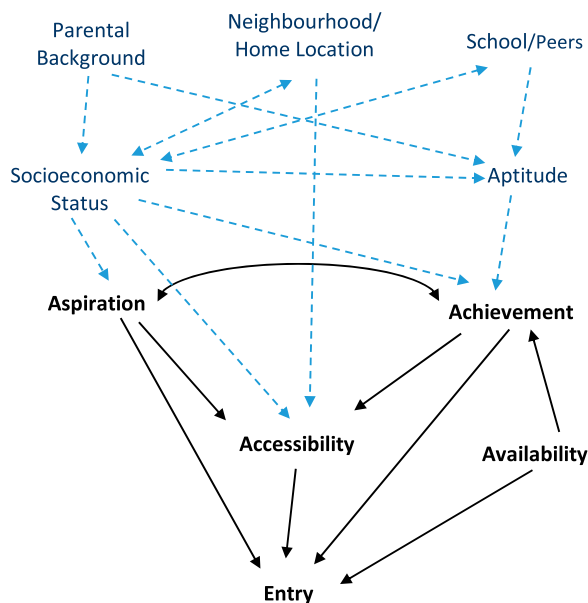 Parental
Background
Neighbourhood/
Home Location
School/Peers
Socioeconomic
Status
Aptitude
Aspiration
Achievement
Accessibility
Availability
Entry